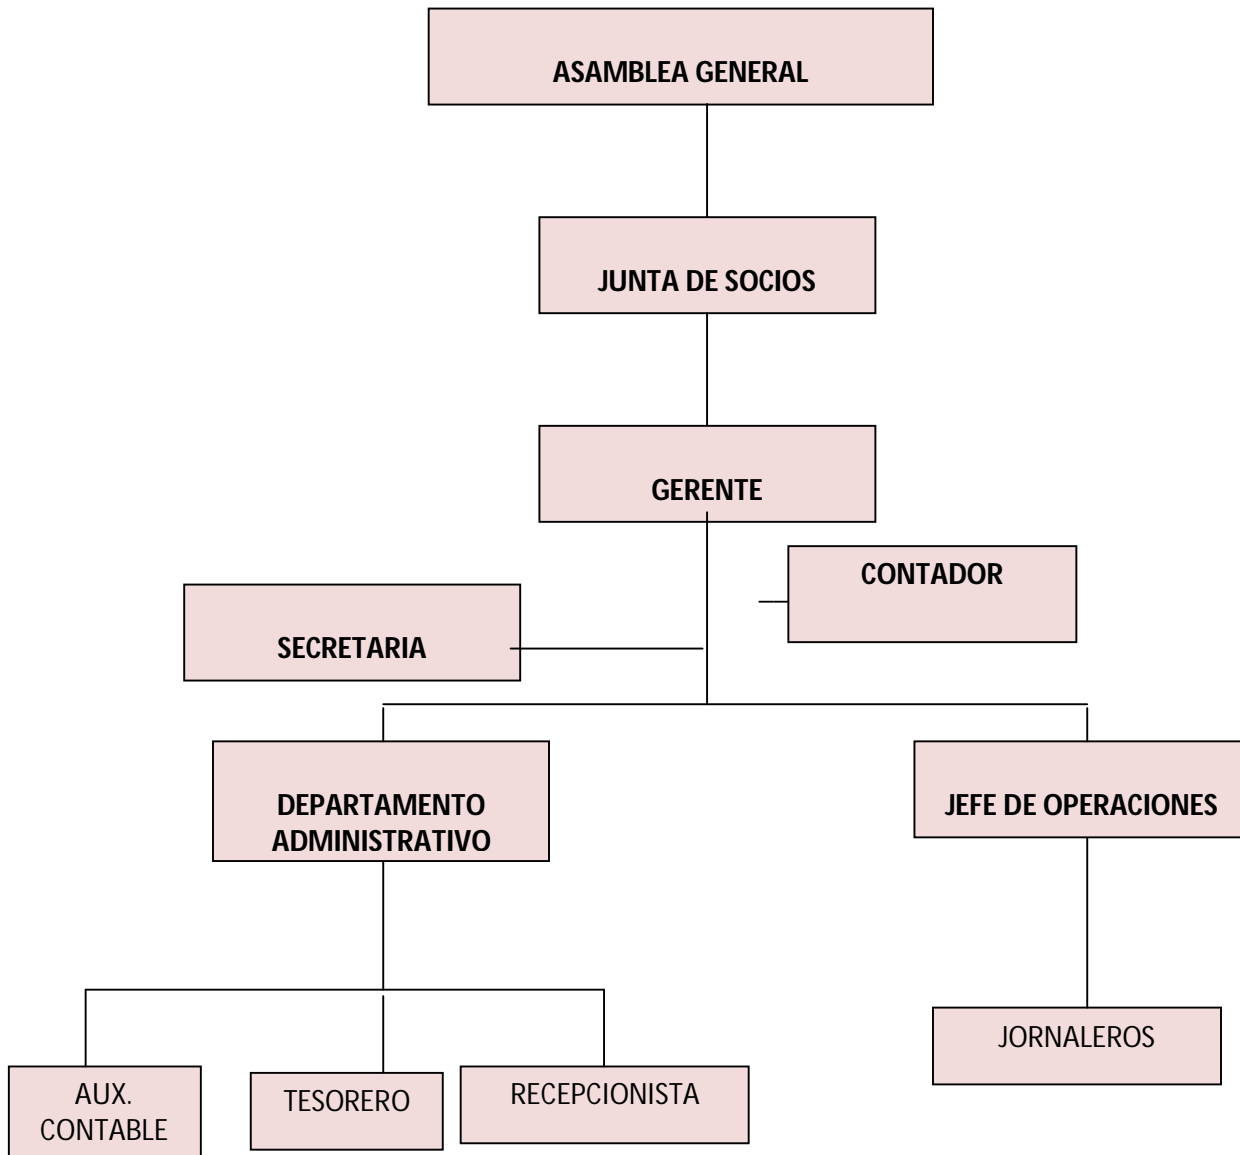 ASAMBLEA GENERAL
JUNTA DE SOCIOS
GERENTE
CONTADOR
SECRETARIA
DEPARTAMENTO
ADMINISTRATIVO
JEFE DE OPERACIONES
JORNALEROS
AUX.
CONTABLE
TESORERO
RECEPCIONISTA